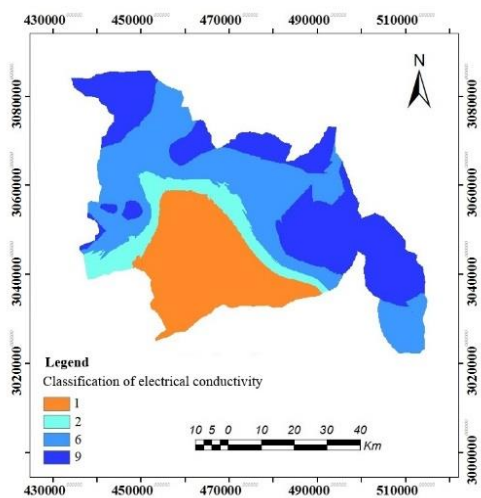 430000 450000 470000 490000 510000
N
3080000 3080000
3060000 3060000
3040000 3040000
3020000 3020000
3000000 3000000
Legend
Classification of electrical conductivity
1
2
6
9
10 5 0 10 20 30 40
Km
430000 450000 470000 490000 510000